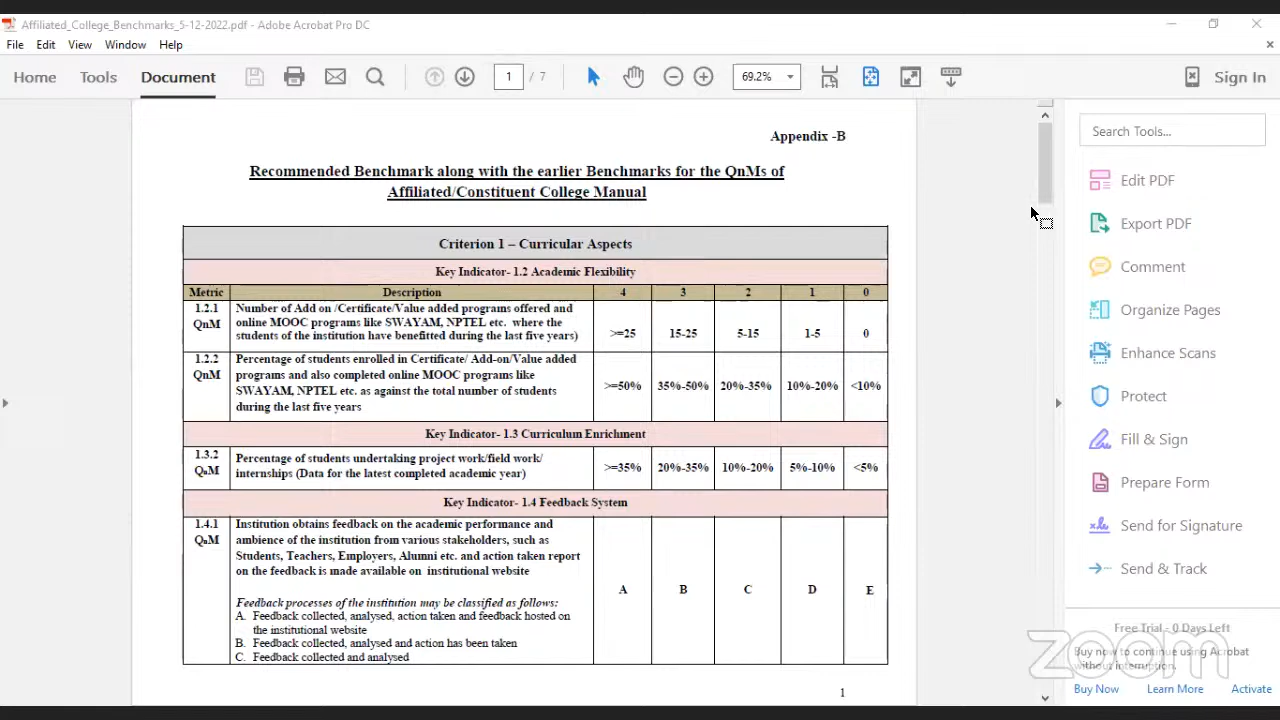 Affiliated_College_Benchmarks_5-12-2022.pdf - Adobe Acrobat Pro DC
File Edit View Window Help
Home Tools Document 1 / 7 69.2% Sign In
Appendix -B
Recommended Benchmark along with the earlier Benchmarks for the QnMs of
Affiliated/Constituent College Manual
Criterion 1 – Curricular Aspects
Key Indicator- 1.2 Academic Flexibility
Metric Description 4 3 2 1 0
1.2.1 QnM
Number of Add on /Certificate/Value added programs offered and
online MOOC programs like SWAYAM, NPTEL etc. where the
students of the institution have benefitted during the last five years)
>=25 15-25 5-15 1-5 0
1.2.2 QnM
Percentage of students enrolled in Certificate/ Add-on/Value added
programs and also completed online MOOC programs like
SWAYAM, NPTEL etc. as against the total number of students
during the last five years
>=50% 35%-50% 20%-35% 10%-20% <10%
Key Indicator- 1.3 Curriculum Enrichment
1.3.2 QnM
Percentage of students undertaking project work/field work/
internships (Data for the latest completed academic year)
>=35% 20%-35% 10%-20% 5%-10% <5%
Key Indicator- 1.4 Feedback System
1.4.1 QnM
Institution obtains feedback on the academic performance and
ambience of the institution from various stakeholders, such as
Students, Teachers, Employers, Alumni etc. and action taken report
on the feedback is made available on institutional website
Feedback processes of the institution may be classified as follows:
A. Feedback collected, analysed, action taken and feedback hosted on
the institutional website
B. Feedback collected, analysed and action has been taken
C. Feedback collected and analysed
A B C D E
1
Search Tools...
Edit PDF
Export PDF
Comment
Organize Pages
Enhance Scans
Protect
Fill & Sign
Prepare Form
Send for Signature
Send & Track
Free Trial - 0 Days Left
Buy now to continue using Acrobat
without interruption.
Buy Now Learn More Activate
zoom